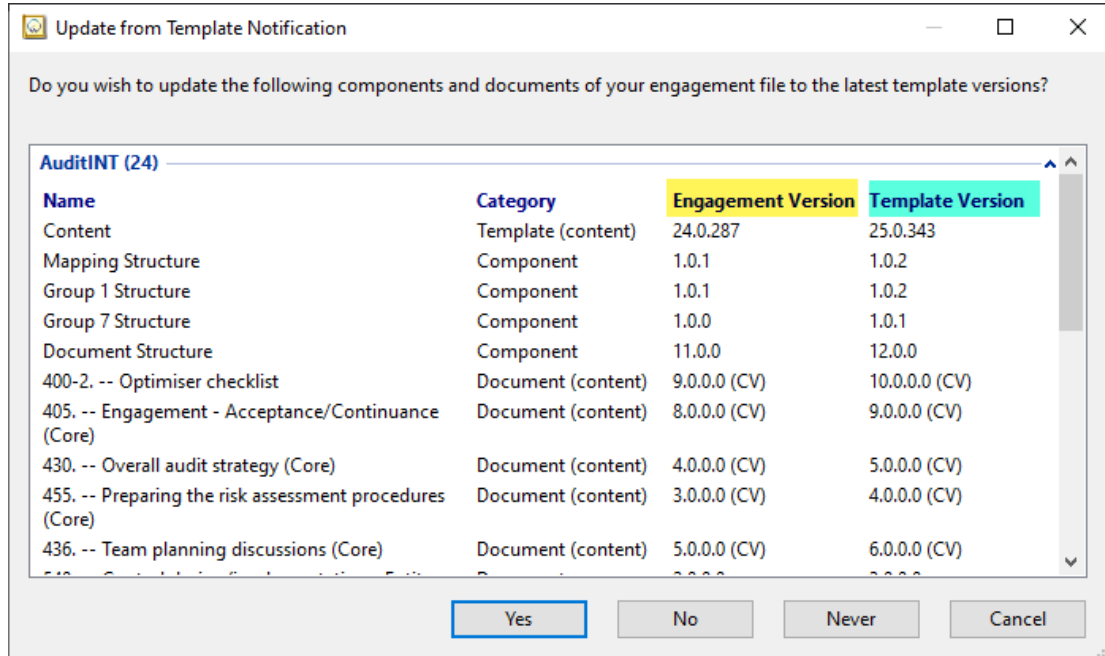 Update from Template Notification
Do you wish to update the following components and documents of your engagement file to the latest template versions?
AuditINT (24)
Name Category Engagement Version Template Version
Content Template (content) 24.0.287 25.0.343
Mapping Structure Component 1.0.1 1.0.2
Group 1 Structure Component 1.0.1 1.0.2
Group 7 Structure Component 1.0.0 1.0.1
Document Structure Component 11.0.0 12.0.0
400-2. -- Optimiser checklist Document (content) 9.0.0.0 (CV) 10.0.0.0 (CV)
405. -- Engagement - Acceptance/Continuance Document (content) 8.0.0.0 (CV) 9.0.0.0 (CV)
(Core)
430. -- Overall audit strategy (Core) Document (content) 4.0.0.0 (CV) 5.0.0.0 (CV)
455. -- Preparing the risk assessment procedures Document (content) 3.0.0.0 (CV) 4.0.0.0 (CV)
(Core)
436. -- Team planning discussions (Core) Document (content) 5.0.0.0 (CV) 6.0.0.0 (CV)
Yes No Never Cancel